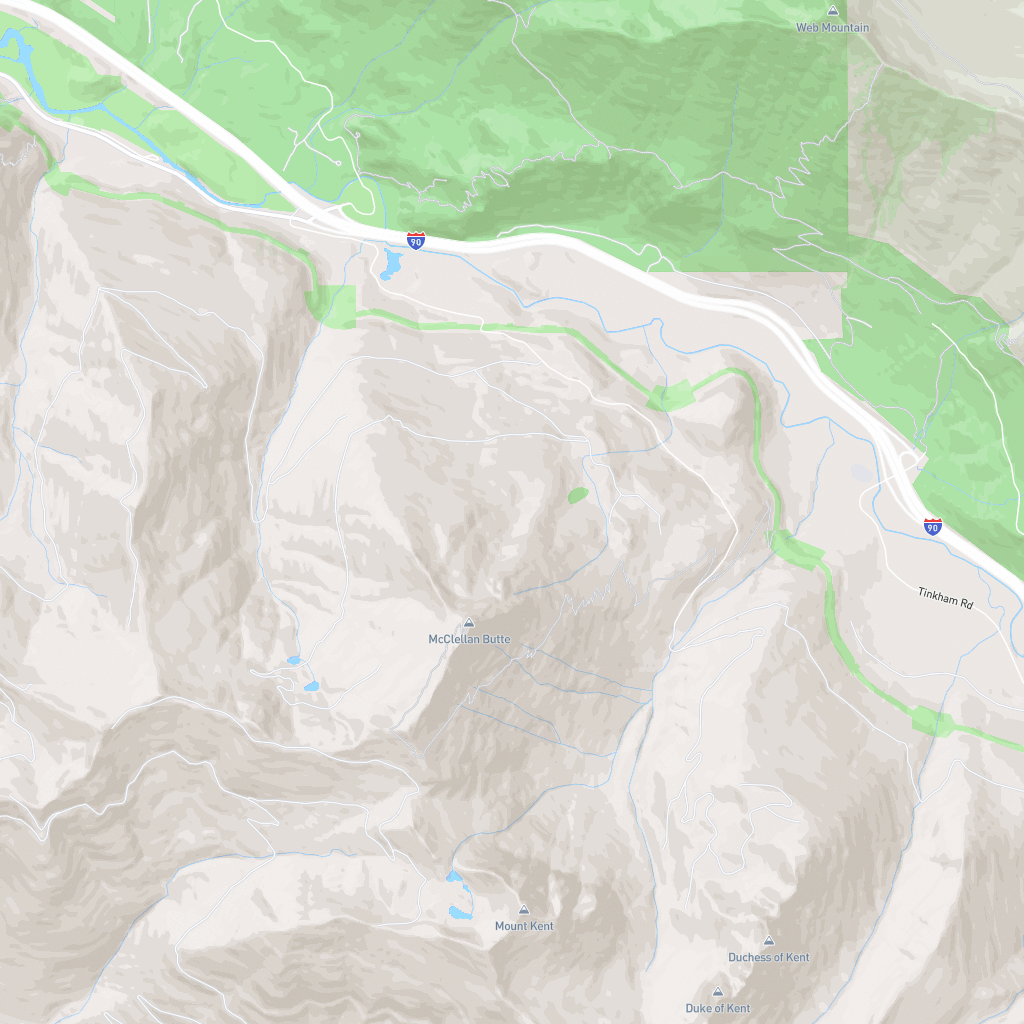 Web Mountain
90
90
Tinkham Rd
McClellan Butte
Mount Kent
Duchess of Kent
Duke of Kent